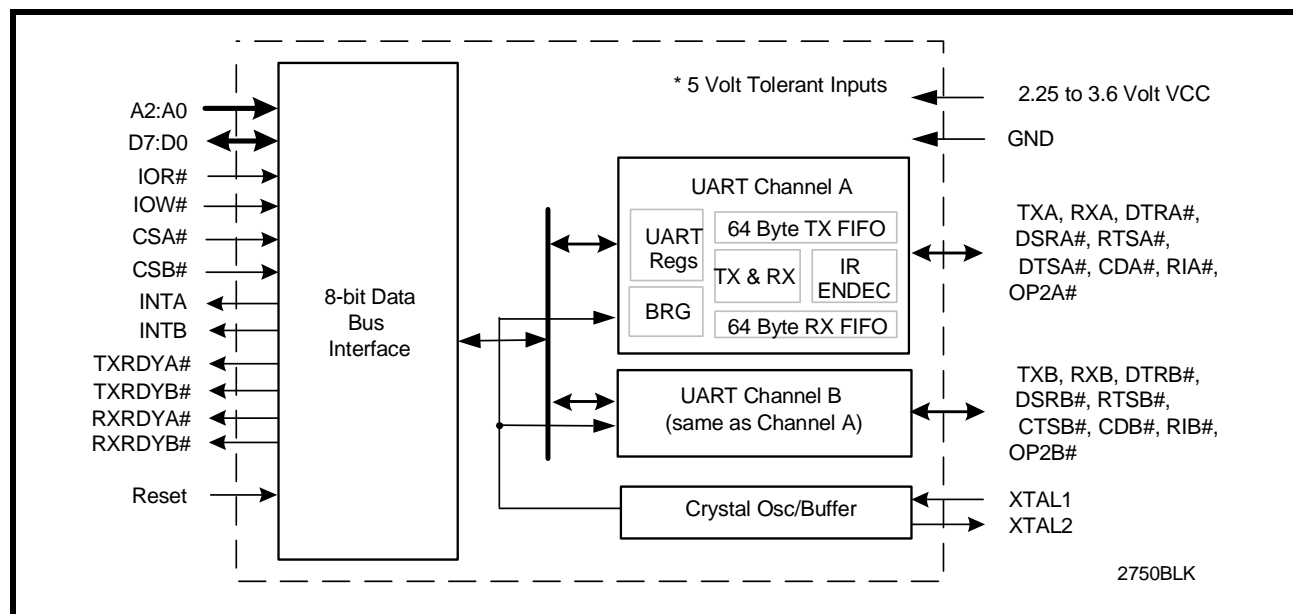 A2:A0
D7:D0
IOR#
IOW#
CSA#
CSB#
INTA
INTB
TXRDYA#
TXRDYB#
RXRDYA#
RXRDYB#
Reset
8-bit Data
Bus
Interface
* 5 Volt Tolerant Inputs
UART Channel A
UART
Regs
BRG
64 Byte TX FIFO
TX & RX
IR
ENDEC
64 Byte RX FIFO
UART Channel B
(same as Channel A)
Crystal Osc/Buffer
2.25 to 3.6 Volt VCC
GND
TXA, RXA, DTRA#,
DSRA#, RTSA#,
DTSA#, CDA#, RIA#,
OP2A#
TXB, RXB, DTRB#,
DSRB#, RTSB#,
CTSB#, CDB#, RIB#,
OP2B#
XTAL1
XTAL2
2750BLK